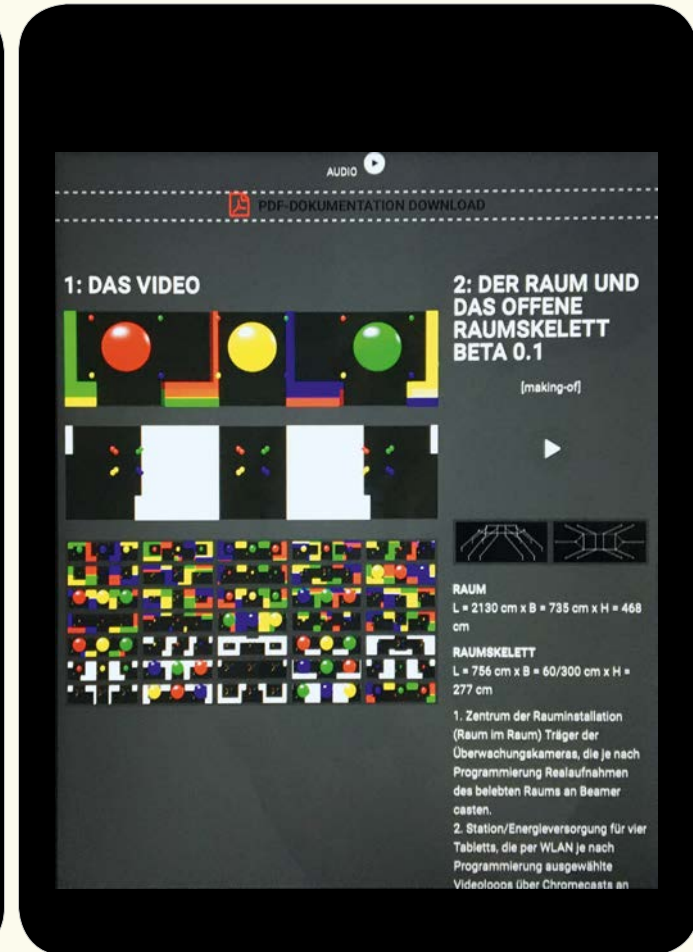 AUDIO
PDF-DOKUMENTATION DOWNLOAD
1: DAS VIDEO
2: DER RAUM UND
DAS OFFENE
RAUMSKELETT
BETA 0.1
[making-of]
RAUM
L = 2130 cm x B = 735 cm x H = 468
cm
RAUMSKELETT
L = 756 cm x B = 60/300 cm x H =
277 cm
1. Zentrum der Rauminstallation
(Raum im Raum) Träger der
Überwachungskameras, die je nach
Programmierung Realaufnahmen
des belebten Raums an Beamer
casten.
2. Station/Energieversorgung für vier
Tabletts, die per WLAN je nach
Programmierung ausgewählte
Videoloops über Chromecasts an